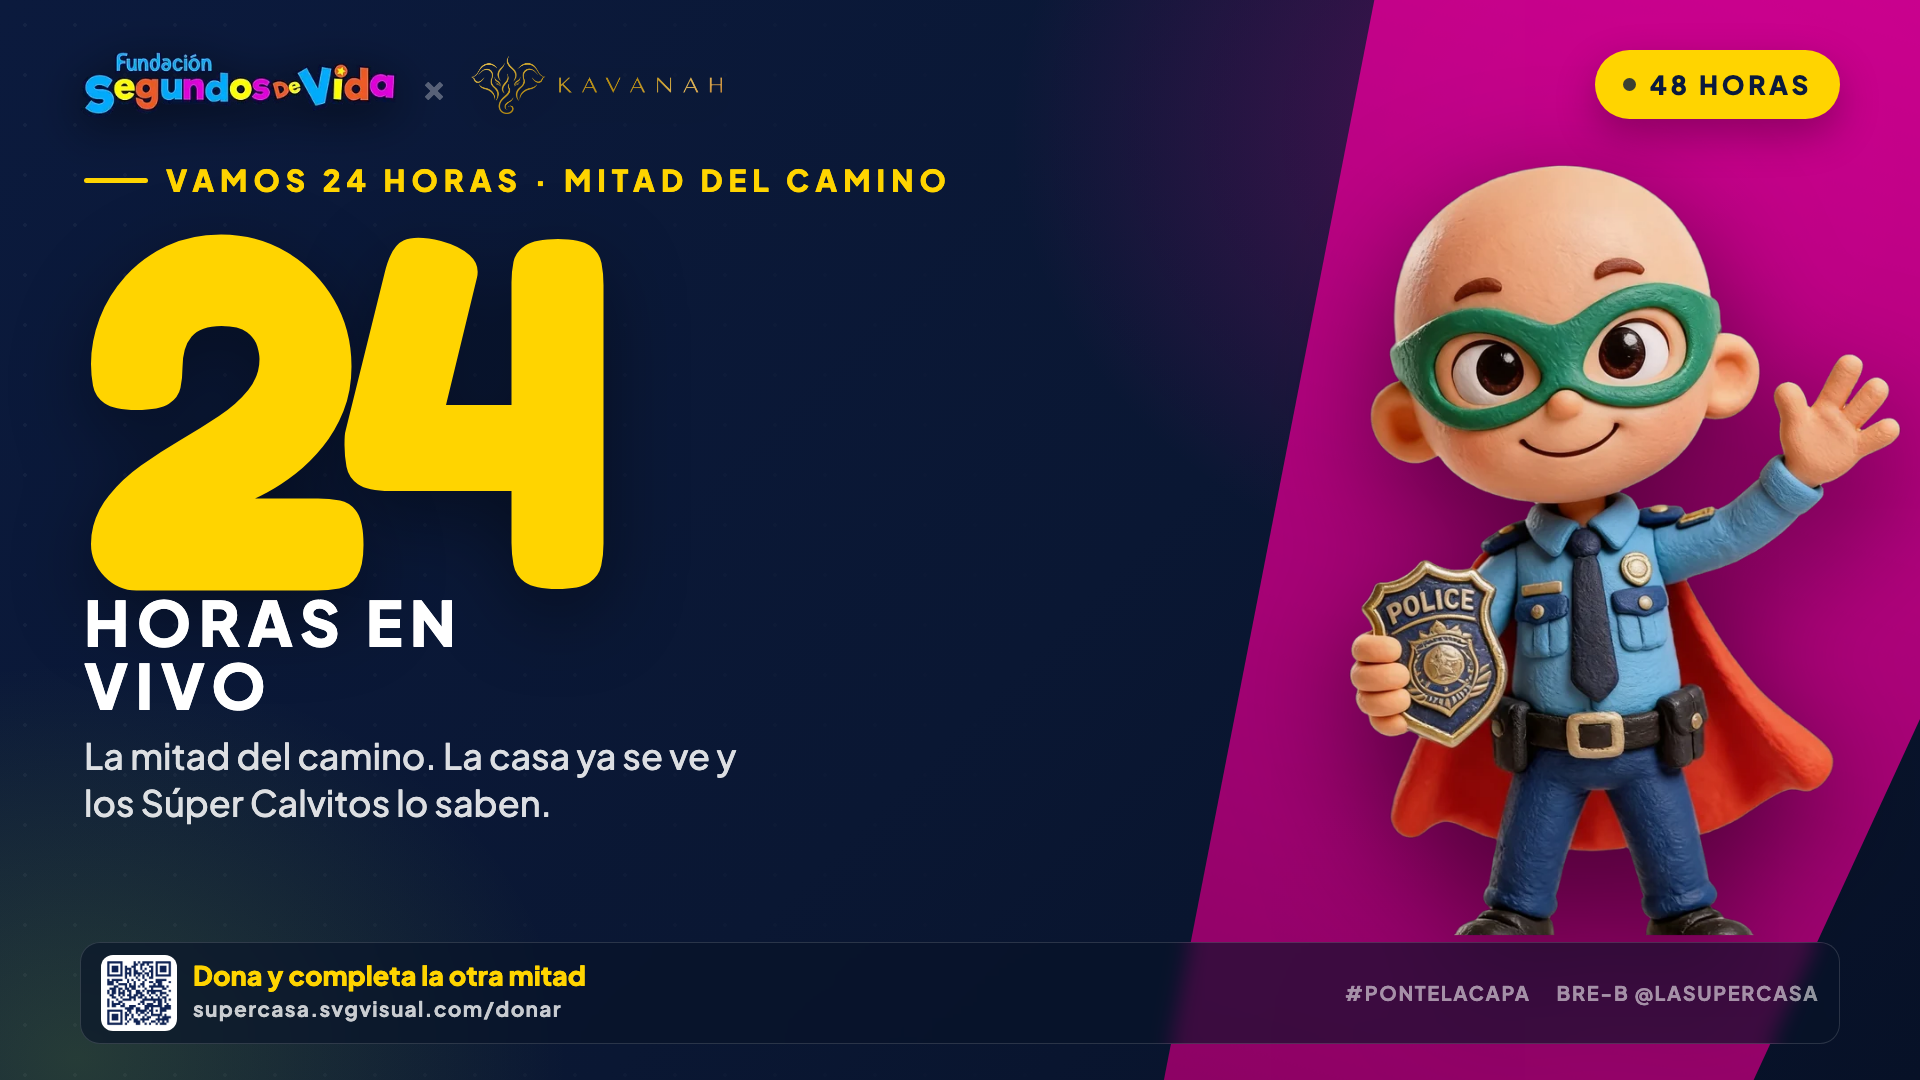 Fundación
Segundos De Vida × KAVANAH
48 HORAS
VAMOS 24 HORAS · MITAD DEL CAMINO
24
HORAS EN
VIVO
La mitad del camino. La casa ya se ve y
los Súper Calvitos lo saben.
POLICE
Dona y completa la otra mitad
supercasa.svgvisual.com/donar
#PONTELACAPA BRE-B @LASUPERCASA